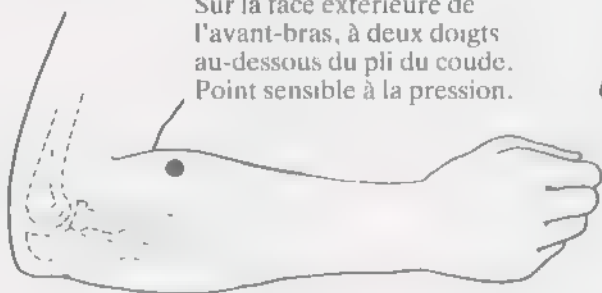 Sur la face extérieure de
l'avant-bras, à deux doigts
au-dessous du pli du coude.
Point sensible à la pression.